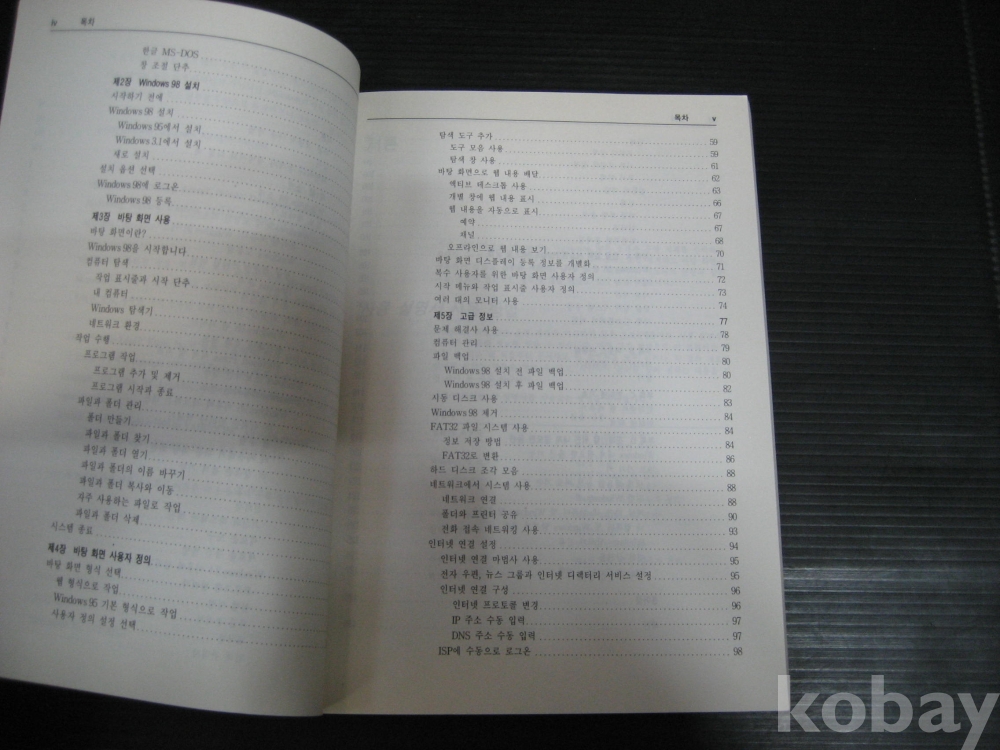 iv 목차
한글 MS-DOS
창 조절 단추
제2장 Windows 98 설치
시작하기 전에
Windows 98 설치
Windows 95에서 설치
Windows 3.1에서 설치
새로 설치
설치 옵션 선택
Windows 98에 로그온
Windows 98 등록
제3장 바탕 화면 사용
바탕 화면이란?
Windows 98을 시작합니다
컴퓨터 탐색
작업 표시줄과 시작 단추
내 컴퓨터
Windows 탐색기
네트워크 환경
작업 수행
프로그램 작업
프로그램 추가 및 제거
프로그램 시작과 종료
파일과 폴더 관리
폴더 만들기
파일과 폴더 찾기
파일과 폴더 열기
파일과 폴더의 이름 바꾸기
파일과 폴더 복사와 이동
자주 사용하는 파일로 작업
파일과 폴더 삭제
시스템 종료
제4장 바탕 화면 사용자 정의
바탕 화면 형식 선택
웹 형식으로 작업
Windows 95 기본 형식으로 작업
사용자 정의 설정 선택
목차 v
탐색 도구 추가 59
도구 모음 사용 59
탐색 창 사용 61
바탕 화면으로 웹 내용 배달 62
액티브 데스크톱 사용 63
개별 창에 웹 내용 표시 66
웹 내용을 자동으로 표시 67
예약 67
채널 68
오프라인으로 웹 내용 보기 70
바탕 화면 디스플레이 등록 정보를 개별화 71
복수 사용자를 위한 바탕 화면 사용자 정의 72
시작 메뉴와 작업 표시줄 사용자 정의 73
여러 대의 모니터 사용 74
제5장 고급 정보 77
문제 해결사 사용 78
컴퓨터 관리 79
파일 백업 80
Windows 98 설치 전 파일 백업 80
Windows 98 설치 후 파일 백업 82
시동 디스크 사용 83
Windows 98 제거 84
FAT32 파일 시스템 사용 84
정보 저장 방법 84
FAT32로 변환 86
하드 디스크 조각 모음 88
네트워크에서 시스템 사용 88
네트워크 연결 88
폴더와 프린터 공유 90
전화 접속 네트워킹 사용 93
인터넷 연결 설정 94
인터넷 연결 마법사 사용 95
전자 우편, 뉴스 그룹과 인터넷 디렉터리 서비스 설정 95
인터넷 연결 구성 96
인터넷 프로토콜 변경 96
IP 주소 수동 입력 97
DNS 주소 수동 입력 97
ISP에 수동으로 로그온 98
kobay